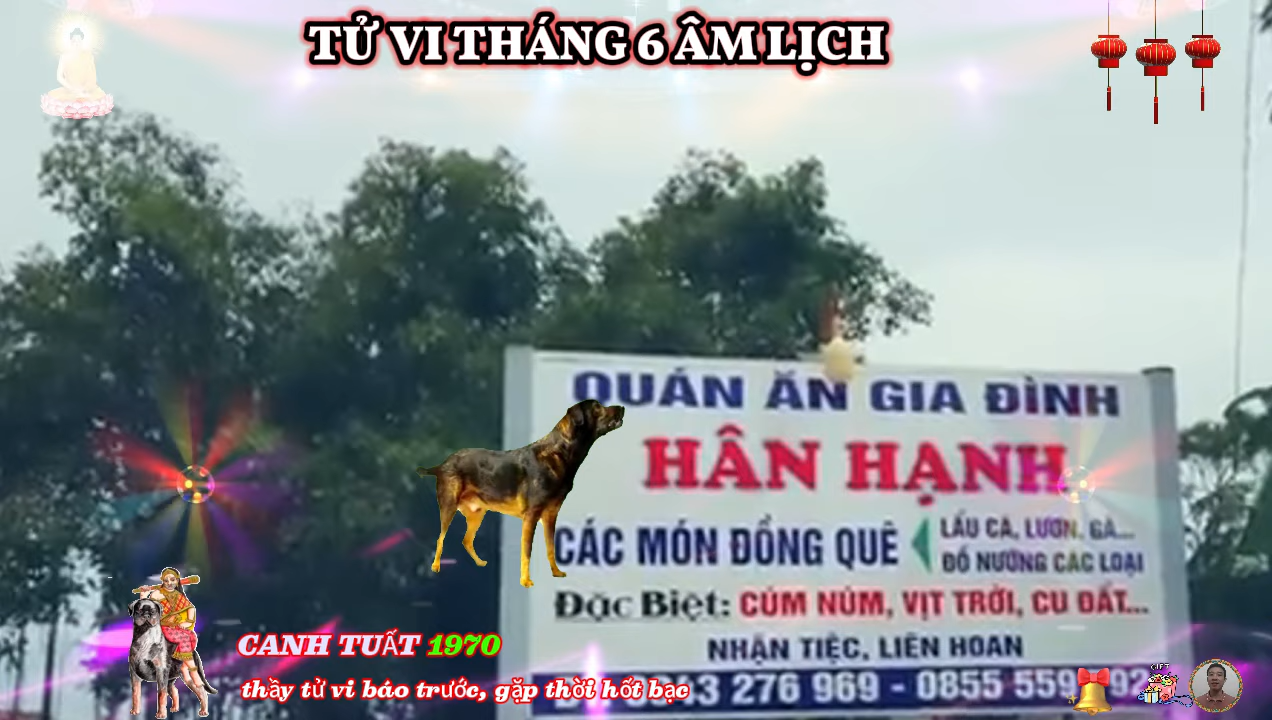 TỬ VI THÁNG 6 ÂM LỊCH
QUÁN ĂN GIA ĐÌNH
HÂN HẠNH
CÁC MÓN ĐỒNG QUÊ
LẨU CÁ, LƯƠN, GÀ...
ĐỒ NƯỚNG CÁC LOẠI
Đặc Biệt: CÚM NÚM, VỊT TRỜI, CU ĐẤT...
NHẬN TIỆC, LIÊN HOAN
3 276 969 - 0855 559
CANH TUẤT 1970
thầy tử vi báo trước, gặp thời hốt bạc
GIFT